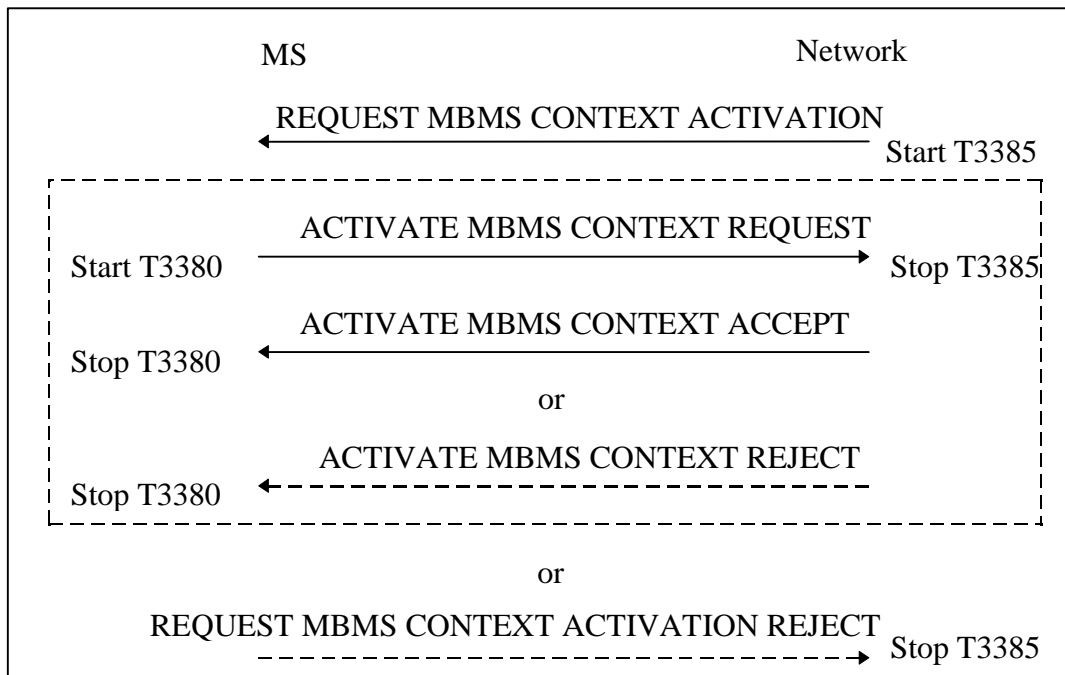 MS
Network
REQUEST MBMS CONTEXT ACTIVATION
Start T3385
ACTIVATE MBMS CONTEXT REQUEST
Start T3380
Stop T3385
ACTIVATE MBMS CONTEXT ACCEPT
Stop T3380
or
ACTIVATE MBMS CONTEXT REJECT
Stop T3380
or
REQUEST MBMS CONTEXT ACTIVATION REJECT
Stop T3385